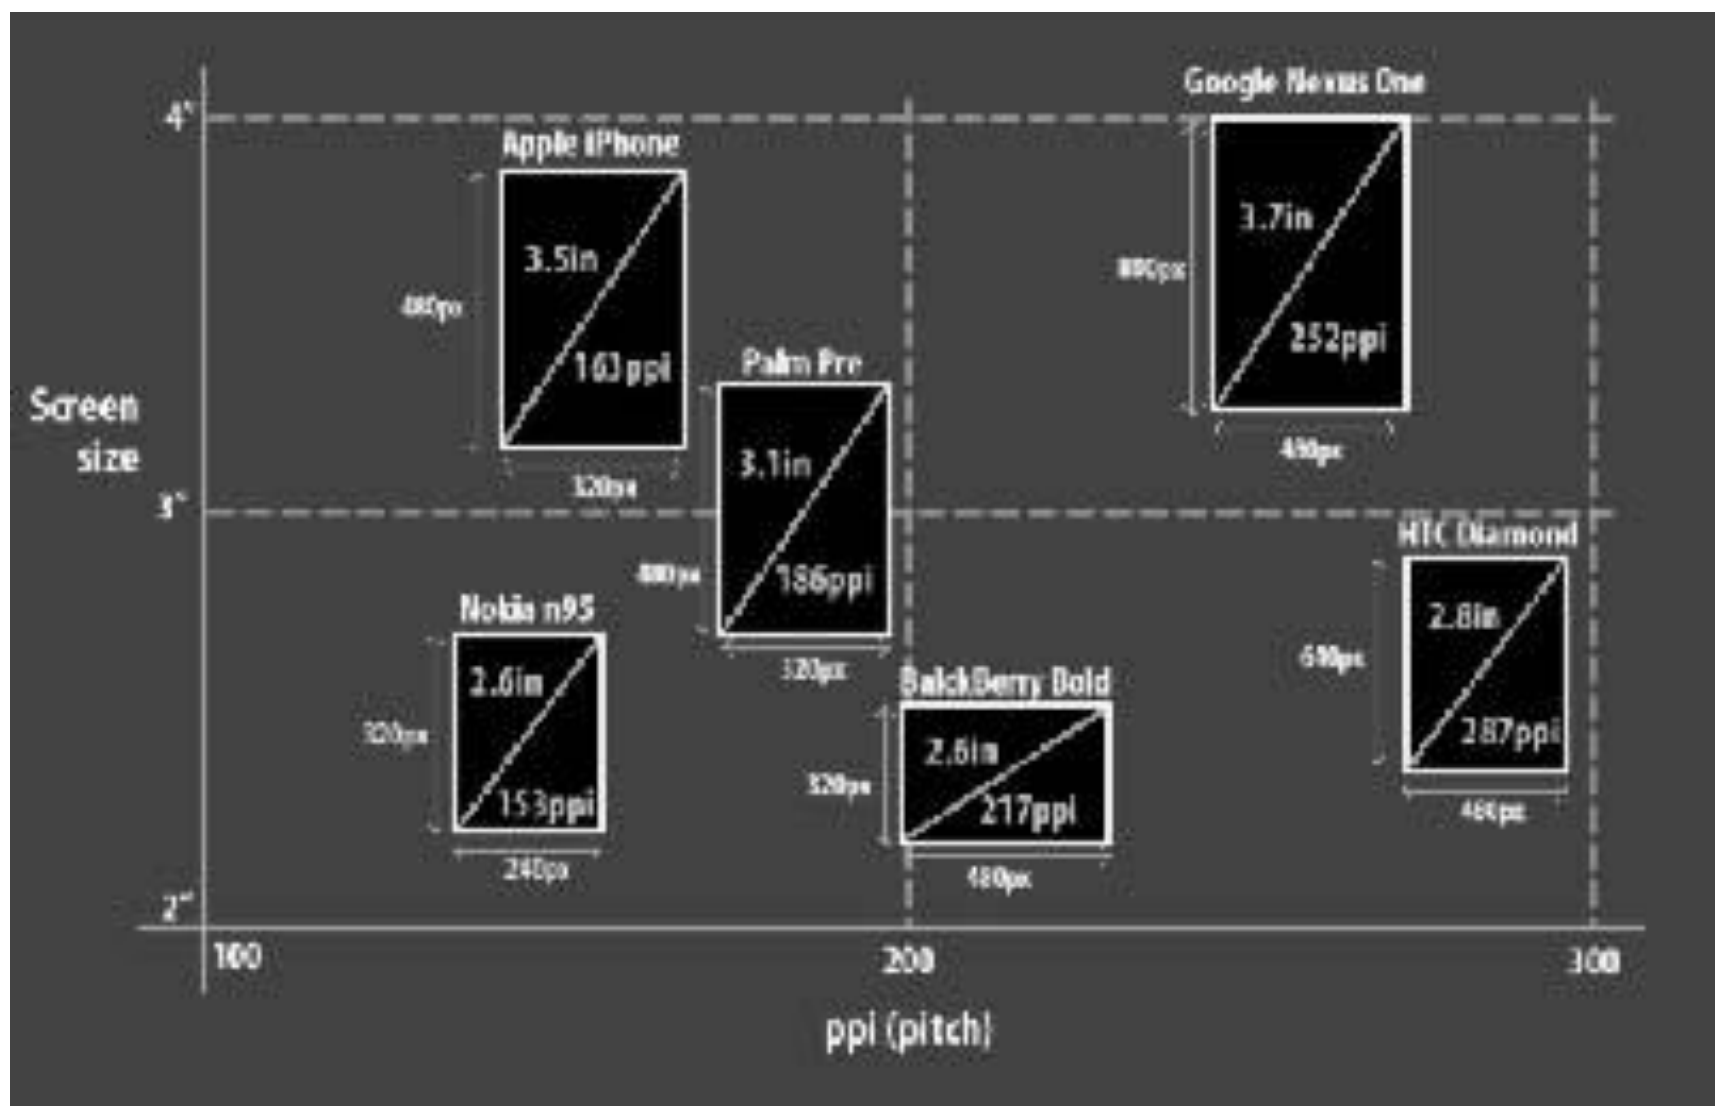 Google Nexus One
4"
Apple iPhone
3.7in
3.5in
480px
800px
163ppi
252ppi
Palm Pre
Screen
size
480px
3.1in
320px
3"
HTC Diamond
480px
186ppi
Nokia n95
2.8in
640px
320px
2.6in
BalckBerry Bold
320px
287ppi
2.6in
320px
153ppi
217ppi
480px
240px
480px
2"
100
200
300
ppi (pitch)